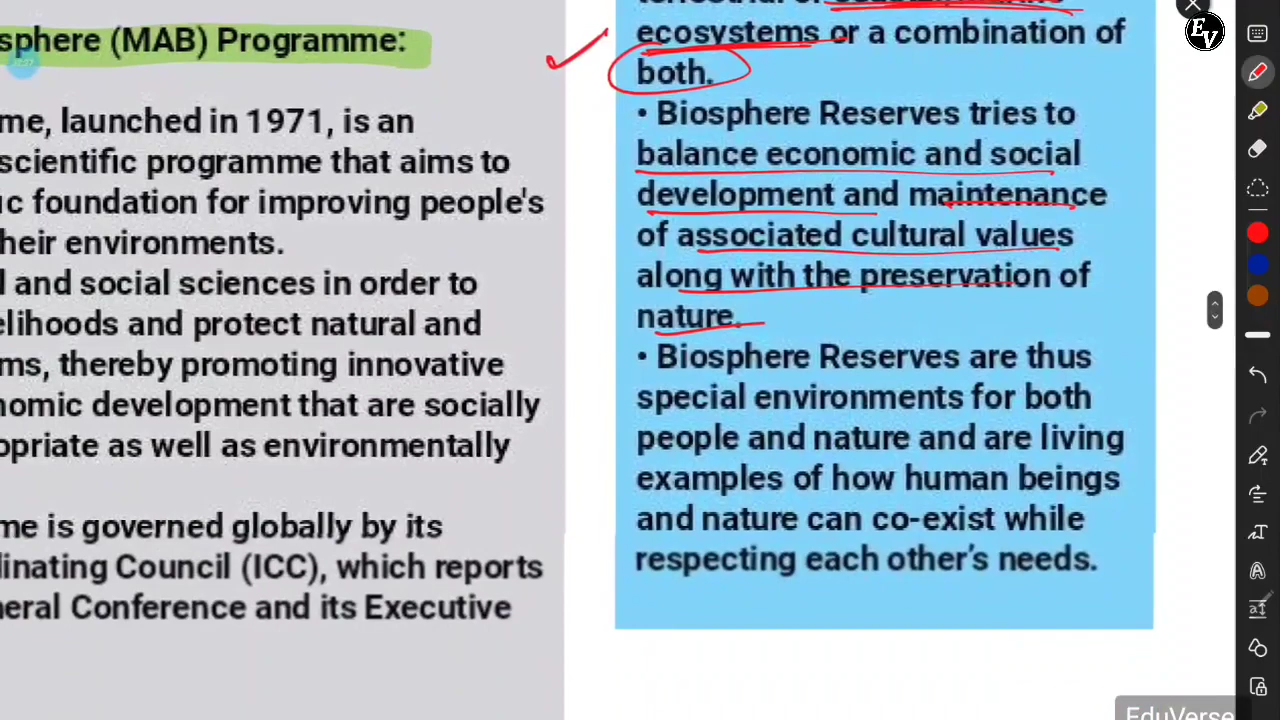 sphere (MAB) Programme:
me, launched in 1971, is an
scientific programme that aims to
foundation for improving people's
heir environments.
l and social sciences in order to
elihoods and protect natural and
ms, thereby promoting innovative
nomic development that are socially
opriate as well as environmentally
me is governed globally by its
dinating Council (ICC), which reports
neral Conference and its Executive
ecosystems or a combination of
both.
• Biosphere Reserves tries to
balance economic and social
development and maintenance
of associated cultural values
along with the preservation of
nature.
• Biosphere Reserves are thus
special environments for both
people and nature and are living
examples of how human beings
and nature can co-exist while
respecting each other's needs.
EV
EduVerse